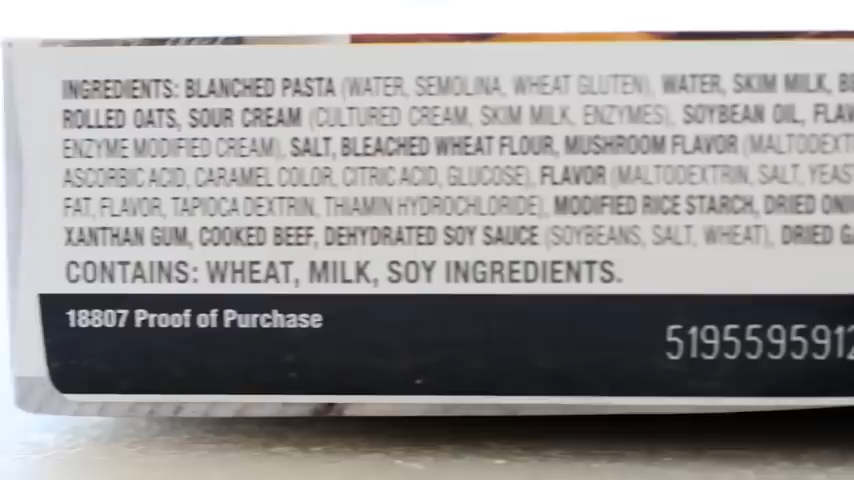 INGREDIENTS: BLANCHED PASTA (WATER, SEMOLINA, WHEAT GLUTEN), WATER, SKIM MILK, BE
ROLLED OATS, SOUR CREAM (CULTURED CREAM, SKIM MILK, ENZYMES), SOYBEAN OIL, FLAV
ENZYME MODIFIED CREAM), SALT, BLEACHED WHEAT FLOUR, MUSHROOM FLAVOR (MALTODEXTR
ASCORBIC ACID, CARAMEL COLOR, CITRIC ACID, GLUCOSE), FLAVOR (MALTODEXTRIN, SALT, YEAS
FAT, FLAVOR, TAPIOCA DEXTRIN, THIAMIN HYDROCHLORIDE), MODIFIED RICE STARCH, DRIED ONI
XANTHAN GUM, COOKED BEEF, DEHYDRATED SOY SAUCE (SOYBEANS, SALT, WHEAT), DRIED GA
CONTAINS: WHEAT, MILK, SOY INGREDIENTS.
18807 Proof of Purchase
5195595912